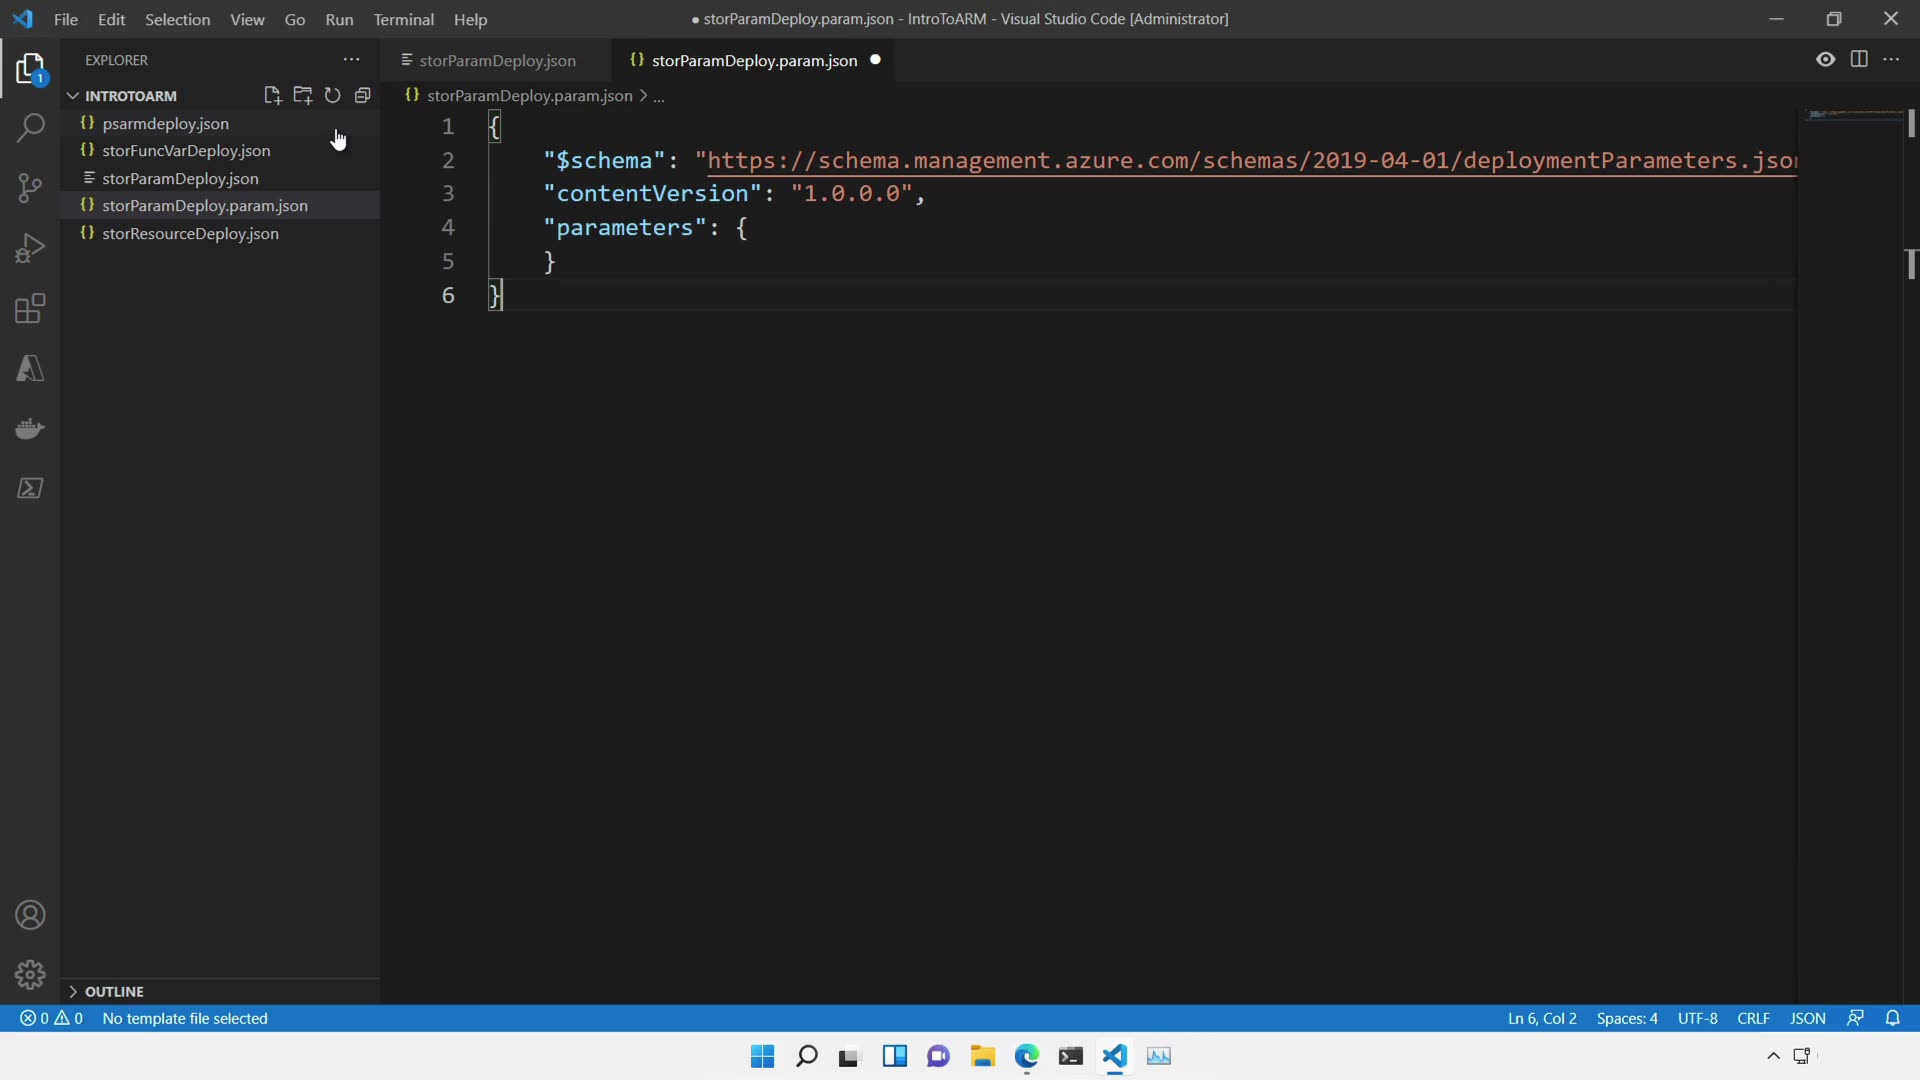 File Edit Selection View Go Run Terminal Help
● storParamDeploy.param.json - IntroToARM - Visual Studio Code [Administrator]
EXPLORER
1
INTROTOARM
psarmdeploy.json
storFuncVarDeploy.json
storParamDeploy.json
storParamDeploy.param.json
storResourceDeploy.json
OUTLINE
storParamDeploy.json
storParamDeploy.param.json
storParamDeploy.param.json > ...
1 {
2 "$schema": "https://schema.management.azure.com/schemas/2019-04-01/deploymentParameters.jso
3 "contentVersion": "1.0.0.0",
4 "parameters": {
5 }
6 }
0 0 No template file selected
Ln 6, Col 2 Spaces: 4 UTF-8 CRLF JSON